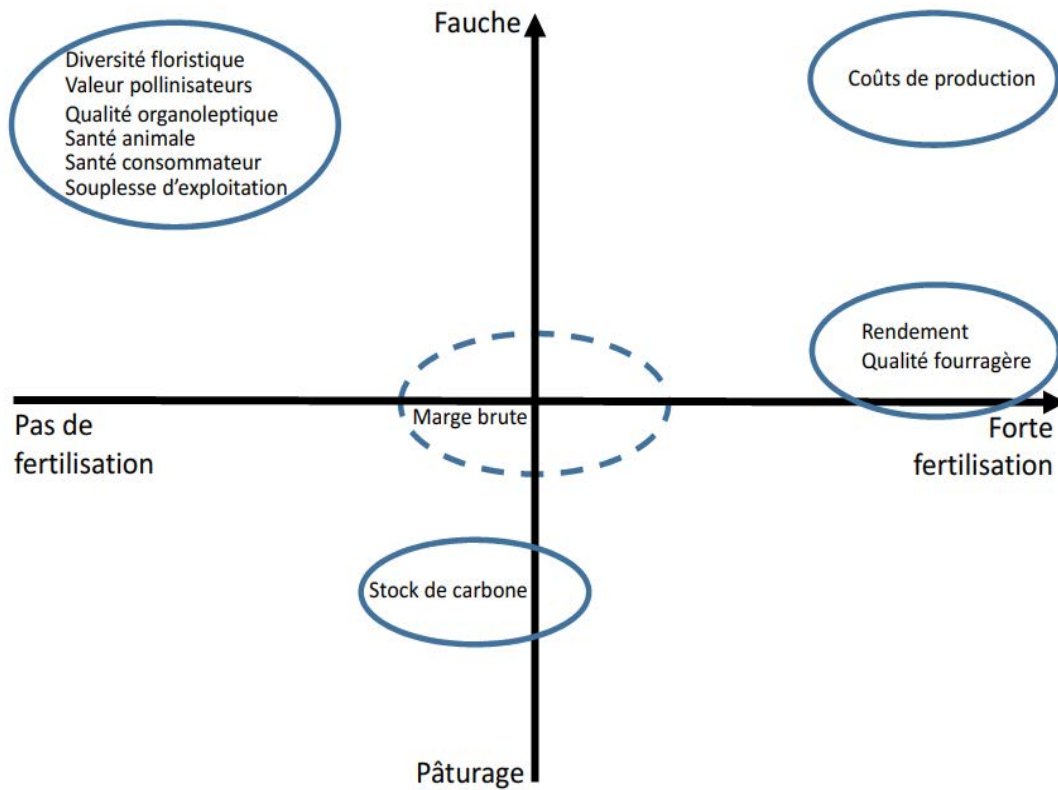 Fauche
Diversité floristique
Valeur pollinisateurs
Qualité organoleptique
Santé animale
Santé consommateur
Souplesse d'exploitation
Coûts de production
Rendement
Qualité fourragère
Marge brute
Pas de
fertilisation
Forte
fertilisation
Stock de carbone
Pâturage